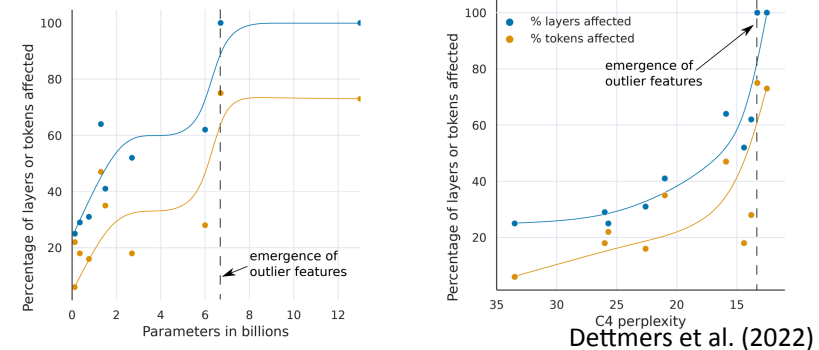 Percentage of layers or tokens affected
100
80
60
40
20
0
2
4
6
8
10
12
Parameters in billions
emergence of
outlier features
Percentage of layers or tokens affected
100
80
60
40
20
35
30
25
20
15
C4 perplexity
% layers affected
% tokens affected
emergence of
outlier features
Dettmers et al. (2022)